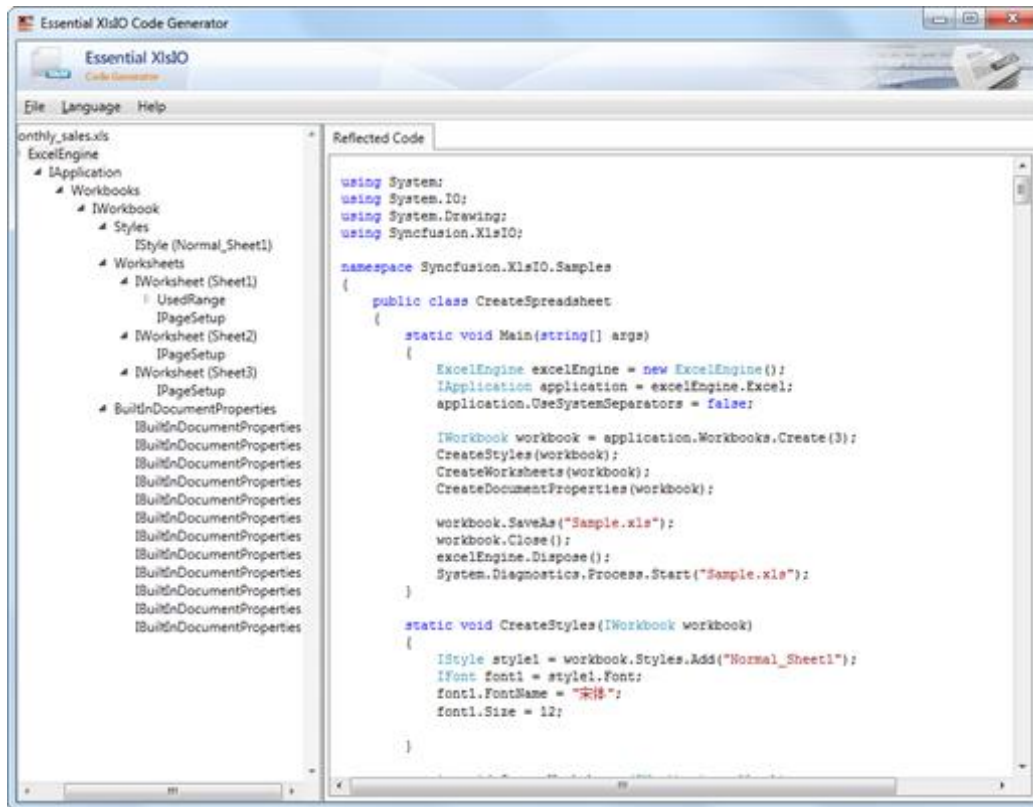 Essential XlsIO Code Generator
Essential XlsIO
Code Generator
File Language Help
onthly_sales.xls
ExcelEngine
IApplication
Workbooks
IWorkbook
Styles
IStyle (Normal_Sheet1)
Worksheets
IWorksheet (Sheet1)
UsedRange
IPageSetup
IWorksheet (Sheet2)
IPageSetup
IWorksheet (Sheet3)
IPageSetup
BuiltInDocumentProperties
IBuiltInDocumentProperties
IBuiltInDocumentProperties
IBuiltInDocumentProperties
IBuiltInDocumentProperties
IBuiltInDocumentProperties
IBuiltInDocumentProperties
IBuiltInDocumentProperties
IBuiltInDocumentProperties
IBuiltInDocumentProperties
IBuiltInDocumentProperties
IBuiltInDocumentProperties
IBuiltInDocumentProperties
Reflected Code
using System;
using System.IO;
using System.Drawing;
using Syncfusion.XlsIO;
namespace Syncfusion.XlsIO.Samples
{
public class CreateSpreadsheet
{
static void Main(string[] args)
{
ExcelEngine excelEngine = new ExcelEngine();
IApplication application = excelEngine.Excel;
application.UseSystemSeparators = false;
IWorkbook workbook = application.Workbooks.Create(3);
CreateStyles(workbook);
CreateWorksheets(workbook);
CreateDocumentProperties(workbook);
workbook.SaveAs("Sample.xls");
workbook.Close();
excelEngine.Dispose();
System.Diagnostics.Process.Start("Sample.xls");
}
static void CreateStyles(IWorkbook workbook)
{
IStyle style1 = workbook.Styles.Add("Normal_Sheet1");
IFont font1 = style1.Font;
font1.FontName = "宋体";
font1.Size = 12;
}